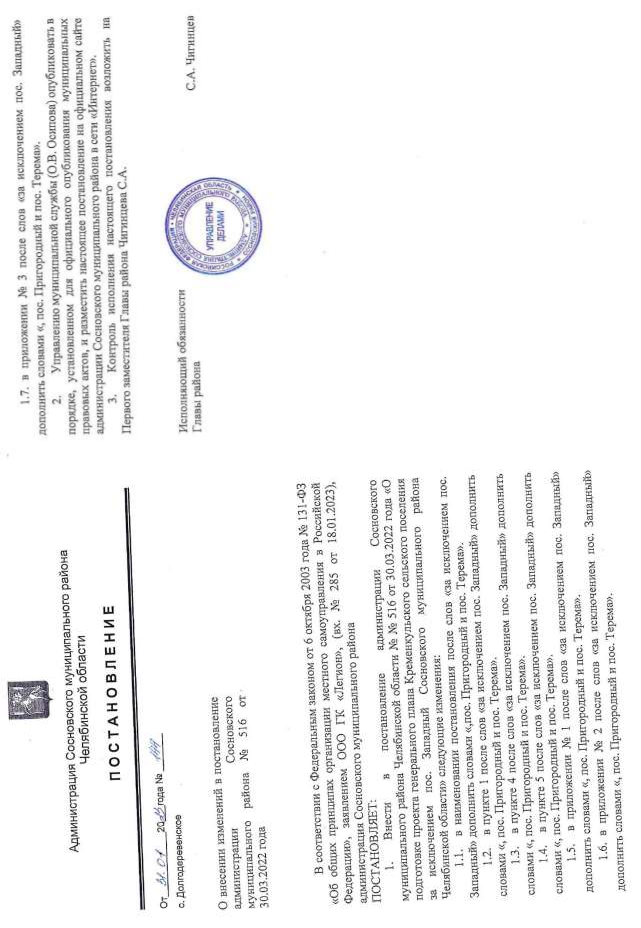 Администрация Сосновского муниципального района
Челябинской области
ПОСТАНОВЛЕНИЕ
От 31.01 2023 года № 144
с. Долгодеревенское
О внесении изменений в постановление
администрации Сосновского
муниципального района № 516 от
30.03.2022 года
В соответствии с Федеральным законом от 6 октября 2003 года № 131-ФЗ
«Об общих принципах организации местного самоуправления в Российской
Федерации», заявлением ООО ГК «Легион», (вх. № 285 от 18.01.2023),
администрация Сосновского муниципального района
ПОСТАНОВЛЯЕТ:
1. Внести в постановление администрации Сосновского
муниципального района Челябинской области № № 516 от 30.03.2022 года «О
подготовке проекта генерального плана Кременкульского сельского поселения
за исключением пос. Западный Сосновского муниципального района
Челябинской области» следующие изменения:
1.1. в наименовании постановления после слов «за исключением пос.
Западный» дополнить словами «,пос. Пригородный и пос. Терема».
1.2. в пункте 1 после слов «за исключением пос. Западный» дополнить
словами «, пос. Пригородный и пос. Терема».
1.3. в пункте 4 после слов «за исключением пос. Западный» дополнить
словами «, пос. Пригородный и пос. Терема».
1.4. в пункте 5 после слов «за исключением пос. Западный» дополнить
словами «, пос. Пригородный и пос. Терема».
1.5. в приложении № 1 после слов «за исключением пос. Западный»
дополнить словами «, пос. Пригородный и пос. Терема».
1.6. в приложении № 2 после слов «за исключением пос. Западный»
дополнить словами «, пос. Пригородный и пос. Терема».
1.7. в приложении № 3 после слов «за исключением пос. Западный»
дополнить словами «, пос. Пригородный и пос. Терема».
2. Управлению муниципальной службы (О.В. Осипова) опубликовать в
порядке, установленном для официального опубликования муниципальных
правовых актов, и разместить настоящее постановление на официальном сайте
администрации Сосновского муниципального района в сети «Интернет».
3. Контроль исполнения настоящего постановления возложить на
Первого заместителя Главы района Чигинцева С.А.
Исполняющий обязанности
Главы района
С.А. Чигинцев
УПРАВЛЕНИЕ
ДЕЛАМИ